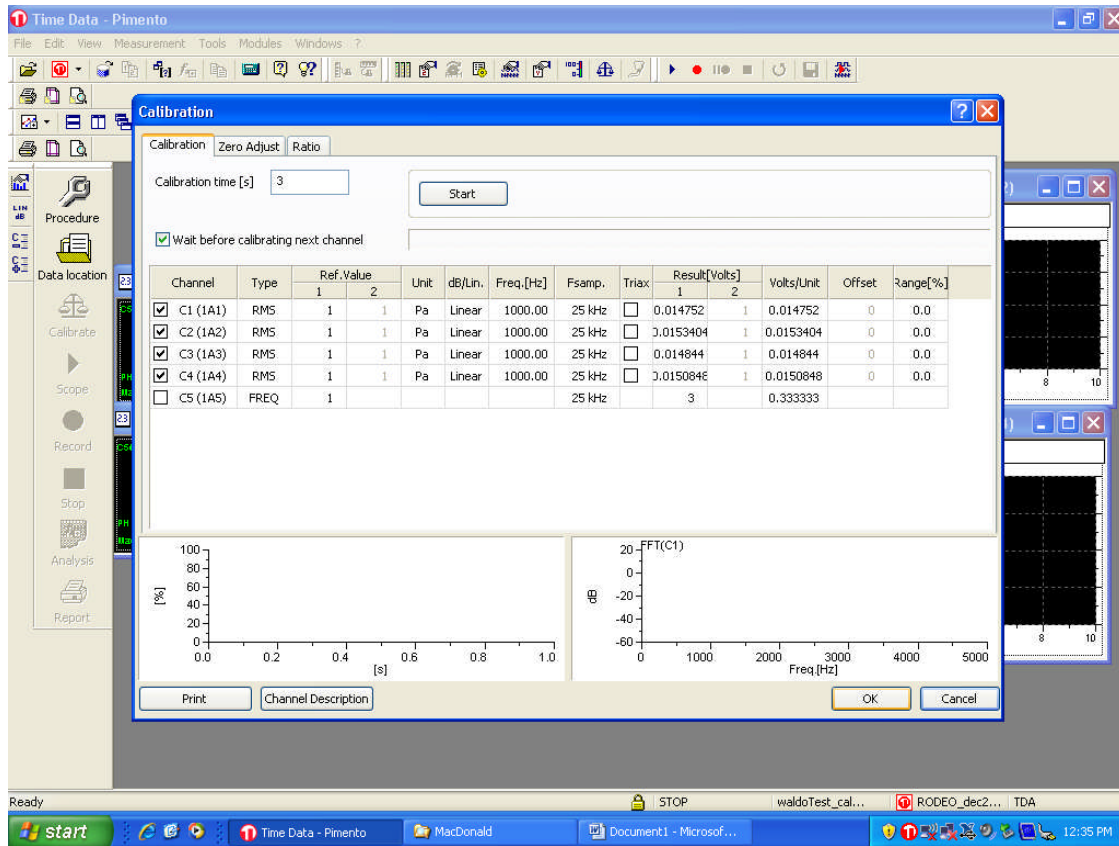 Time Data - Pimento
File Edit View Measurement Tools Modules Windows ?
LIN
dB
Procedure
Data location
Calibrate
Scope
Record
Stop
Analysis
Report
Calibration
Calibration Zero Adjust Ratio
Calibration time [s] 3
Start
Wait before calibrating next channel
Channel Type Ref.Value Unit dB/Lin. Freq.[Hz] Fsamp. Triax Result[Volts] Volts/Unit Offset Range[%]
1 2 1 2
C1 (1A1) RMS 1 1 Pa Linear 1000.00 25 kHz 0.014752 1 0.014752 0 0.0
C2 (1A2) RMS 1 1 Pa Linear 1000.00 25 kHz 0.0153404 1 0.0153404 0 0.0
C3 (1A3) RMS 1 1 Pa Linear 1000.00 25 kHz 0.014844 1 0.014844 0 0.0
C4 (1A4) RMS 1 1 Pa Linear 1000.00 25 kHz 0.0150848 1 0.0150848 0 0.0
C5 (1A5) FREQ 1 25 kHz 3 0.333333
100
80
60
40
20
0
[%]
0.0 0.2 0.4 0.6 0.8 1.0
[s]
FFT(C1)
20
0
-20
-40
-60
dB
0 1000 2000 3000 4000 5000
Freq.[Hz]
Print Channel Description OK Cancel
8 10
8 10
Ready STOP waldoTest_cal... RODEO_dec2... TDA
start Time Data - Pimento MacDonald Document1 - Microsof... 12:35 PM